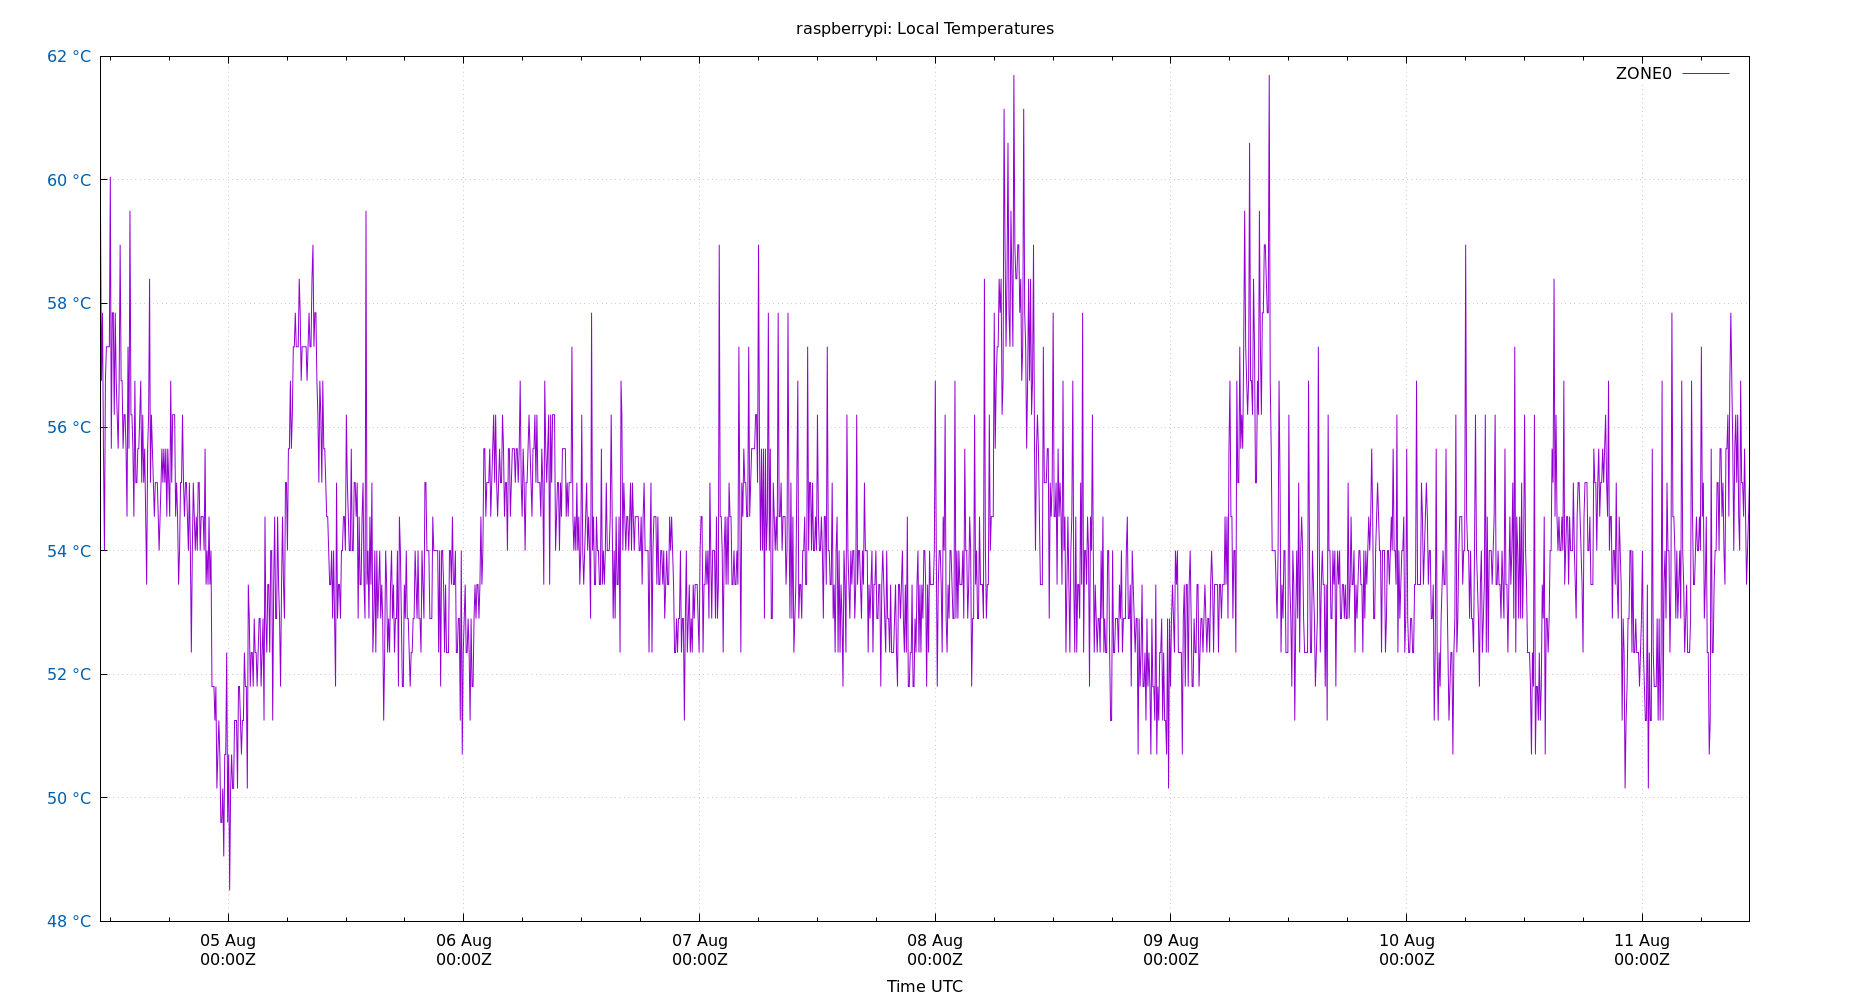 raspberrypi: Local Temperatures
62 °C
ZONE0
60 °C
58 °C
56 °C
54 °C
52 °C
50 °C
48 °C
05 Aug 06 Aug 07 Aug 08 Aug 09 Aug 10 Aug 11 Aug
00:00Z 00:00Z 00:00Z 00:00Z 00:00Z 00:00Z 00:00Z
Time UTC